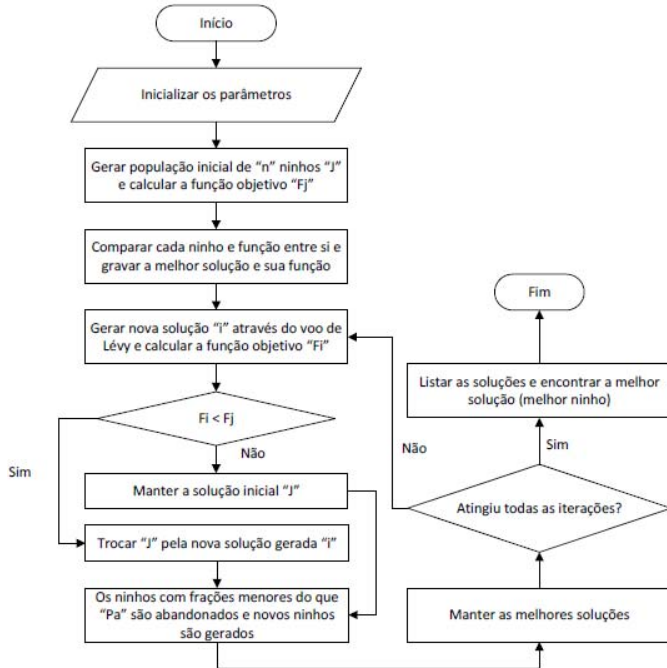 Início
Inicializar os parâmetros
Gerar população inicial de “n” ninhos “J”
e calcular a função objetivo “Fj”
Comparar cada ninho e função entre si e
gravar a melhor solução e sua função
Gerar nova solução “i” através do voo de
Lévy e calcular a função objetivo “Fi”
Fi < Fj
Sim
Não
Manter a solução inicial “J”
Trocar “J” pela nova solução gerada “i”
Os ninhos com frações menores do que
“Pa” são abandonados e novos ninhos
são gerados
Manter as melhores soluções
Atingiu todas as iterações?
Não
Sim
Listar as soluções e encontrar a melhor
solução (melhor ninho)
Fim